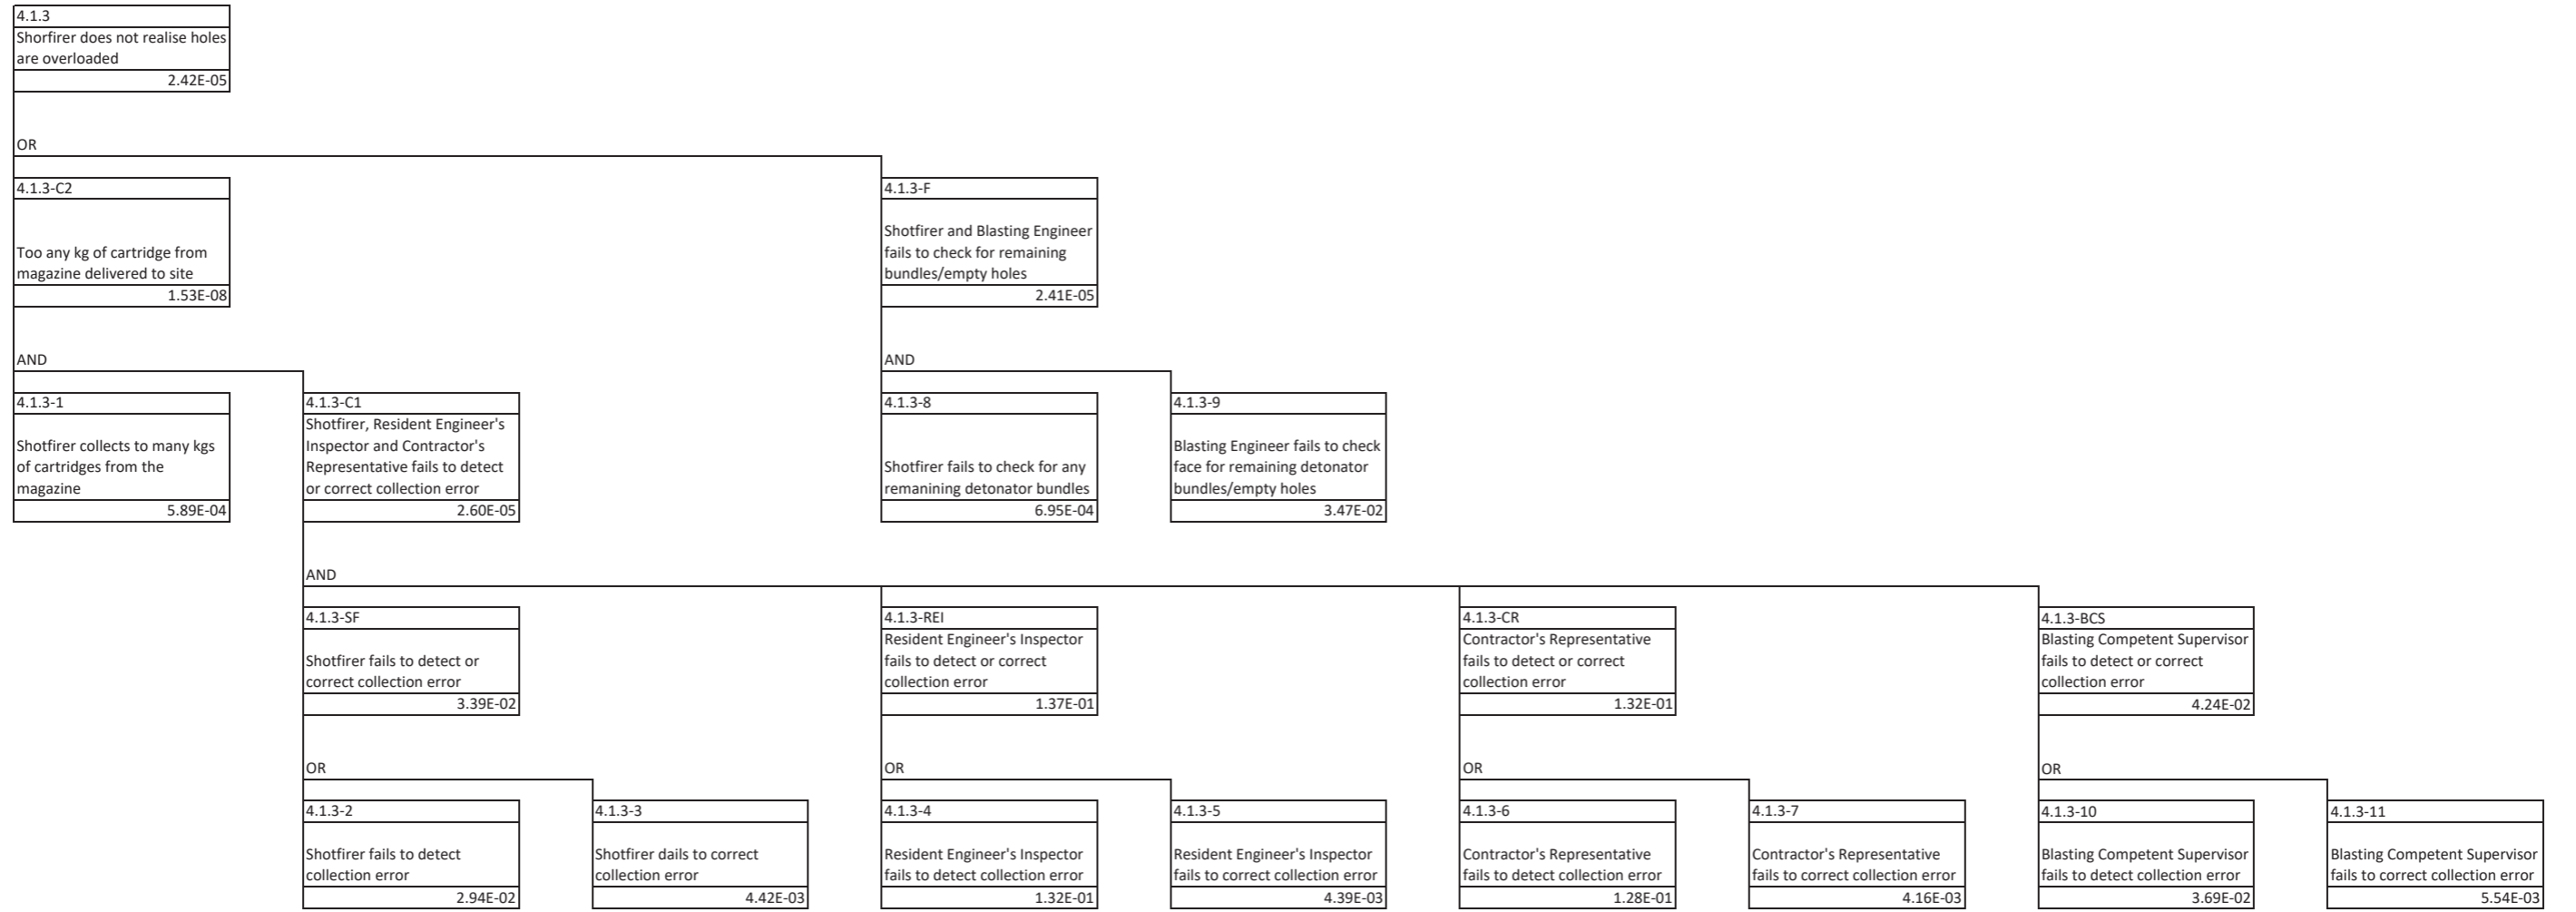 4.1.3
Shorfirer does not realise holes
are overloaded
2.42E-05
OR
4.1.3-C2
Too any kg of cartridge from
magazine delivered to site
1.53E-08
4.1.3-F
Shotfirer and Blasting Engineer
fails to check for remaining
bundles/empty holes
2.41E-05
AND
AND
4.1.3-1
Shotfirer collects to many kgs
of cartridges from the
magazine
5.89E-04
4.1.3-C1
Shotfirer, Resident Engineer's
Inspector and Contractor's
Representative fails to detect
or correct collection error
2.60E-05
4.1.3-8
Shotfirer fails to check for any
remanining detonator bundles
6.95E-04
4.1.3-9
Blasting Engineer fails to check
face for remaining detonator
bundles/empty holes
3.47E-02
AND
4.1.3-SF
Shotfirer fails to detect or
correct collection error
3.39E-02
4.1.3-REI
Resident Engineer's Inspector
fails to detect or correct
collection error
1.37E-01
4.1.3-CR
Contractor's Representative
fails to detect or correct
collection error
1.32E-01
4.1.3-BCS
Blasting Competent Supervisor
fails to detect or correct
collection error
4.24E-02
OR
OR
OR
OR
4.1.3-2
Shotfirer fails to detect
collection error
2.94E-02
4.1.3-3
Shotfirer dails to correct
collection error
4.42E-03
4.1.3-4
Resident Engineer's Inspector
fails to detect collection error
1.32E-01
4.1.3-5
Resident Engineer's Inspector
fails to correct collection error
4.39E-03
4.1.3-6
Contractor's Representative
fails to detect collection error
1.28E-01
4.1.3-7
Contractor's Representative
fails to correct collection error
4.16E-03
4.1.3-10
Blasting Competent Supervisor
fails to detect collection error
3.69E-02
4.1.3-11
Blasting Competent Supervisor
fails to correct collection error
5.54E-03